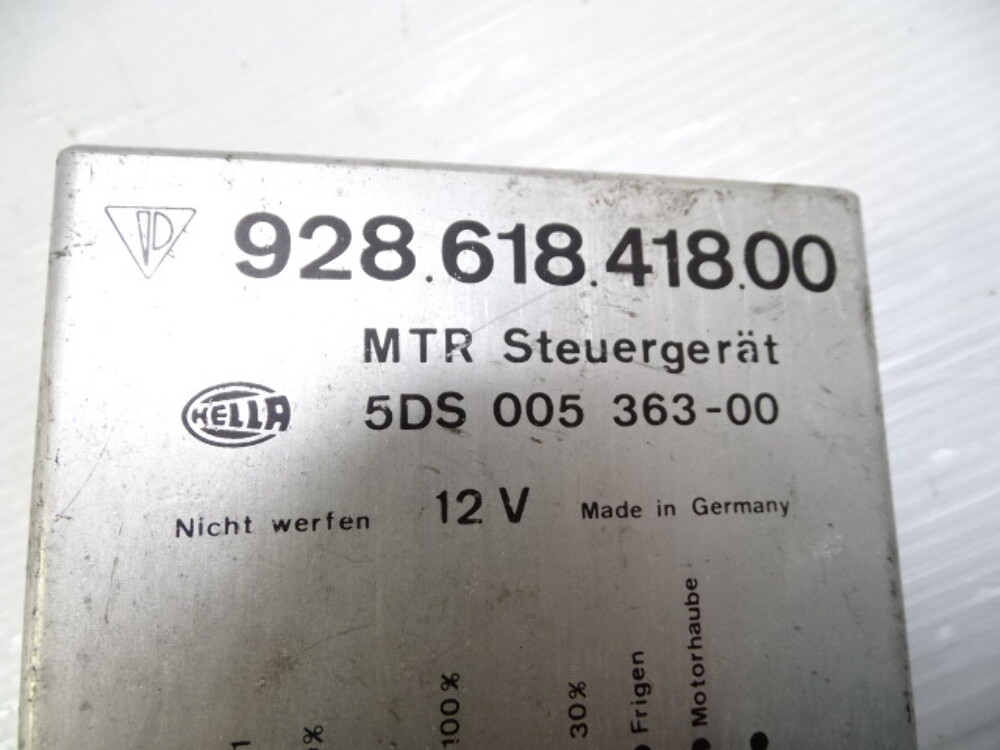 928.618.418.00
MTR Steuergerät
HELLA 5DS 005 363-00
Nicht werfen 12 V Made in Germany
100%
30%
Frigen
Motorhaube